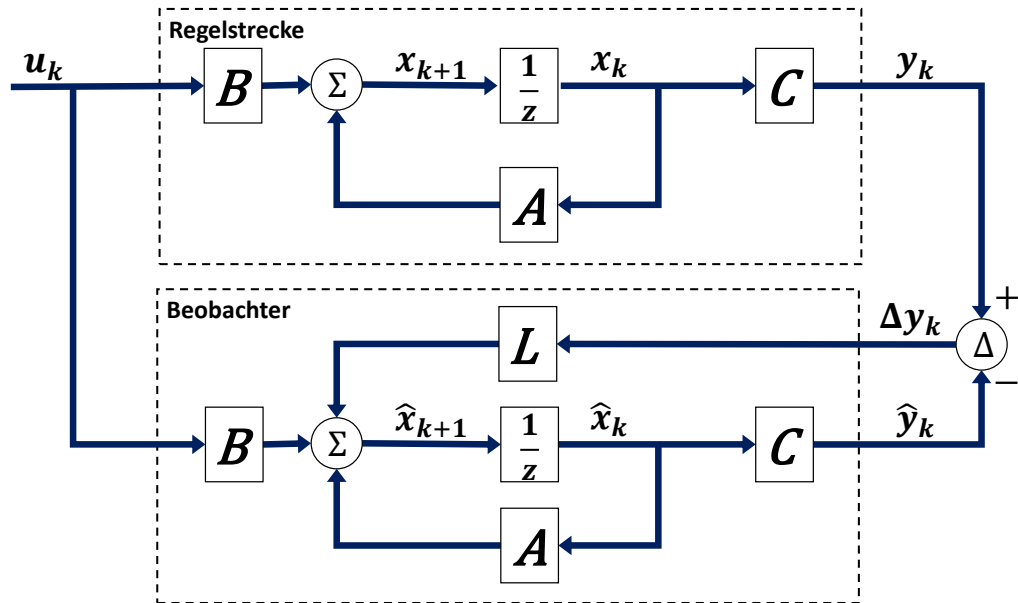 Regelstrecke
u_k
B
Σ
x_{k+1}
1/z
x_k
C
y_k
A
+
Beobachter
L
Δy_k
Δ
−
B
Σ
x̂_{k+1}
1/z
x̂_k
C
ŷ_k
A